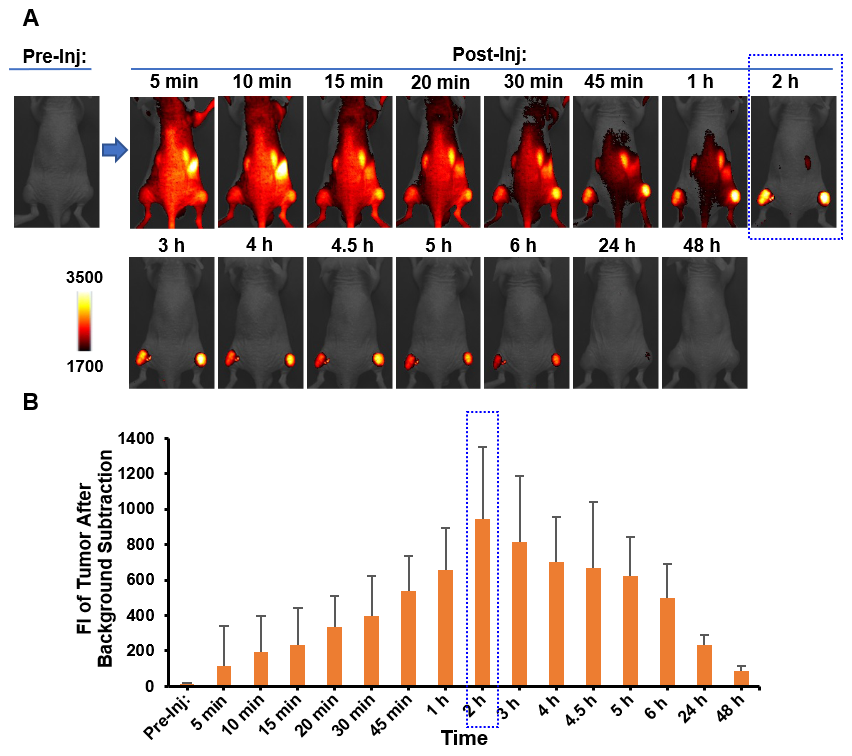 A
Pre-Inj:
Post-Inj:
5 min 10 min 15 min 20 min 30 min 45 min 1 h 2 h
3 h 4 h 4.5 h 5 h 6 h 24 h 48 h
3500
1700
B
FI of Tumor After
Background Subtraction
1400
1200
1000
800
600
400
200
0
Pre-Inj: 5 min 10 min 15 min 20 min 30 min 45 min 1 h 2 h 3 h 4 h 4.5 h 5 h 6 h 24 h 48 h
Time